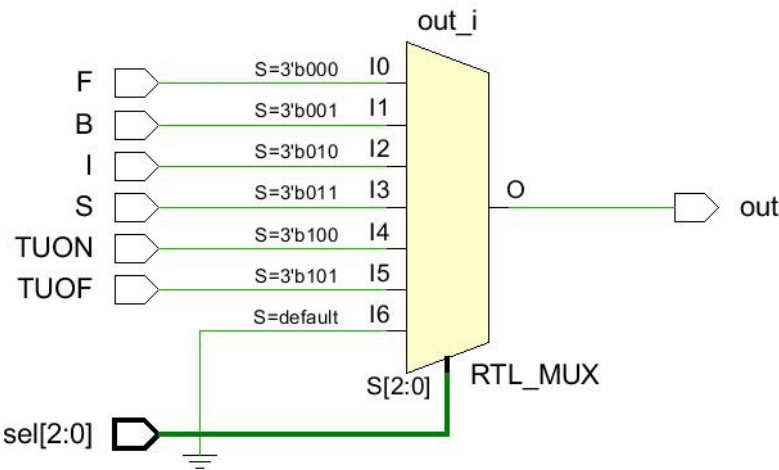 out_i
F S=3'b000 I0
B S=3'b001 I1
I S=3'b010 I2
S S=3'b011 I3 O out
TUON S=3'b100 I4
TUOF S=3'b101 I5
S=default I6
S[2:0] RTL_MUX
sel[2:0]